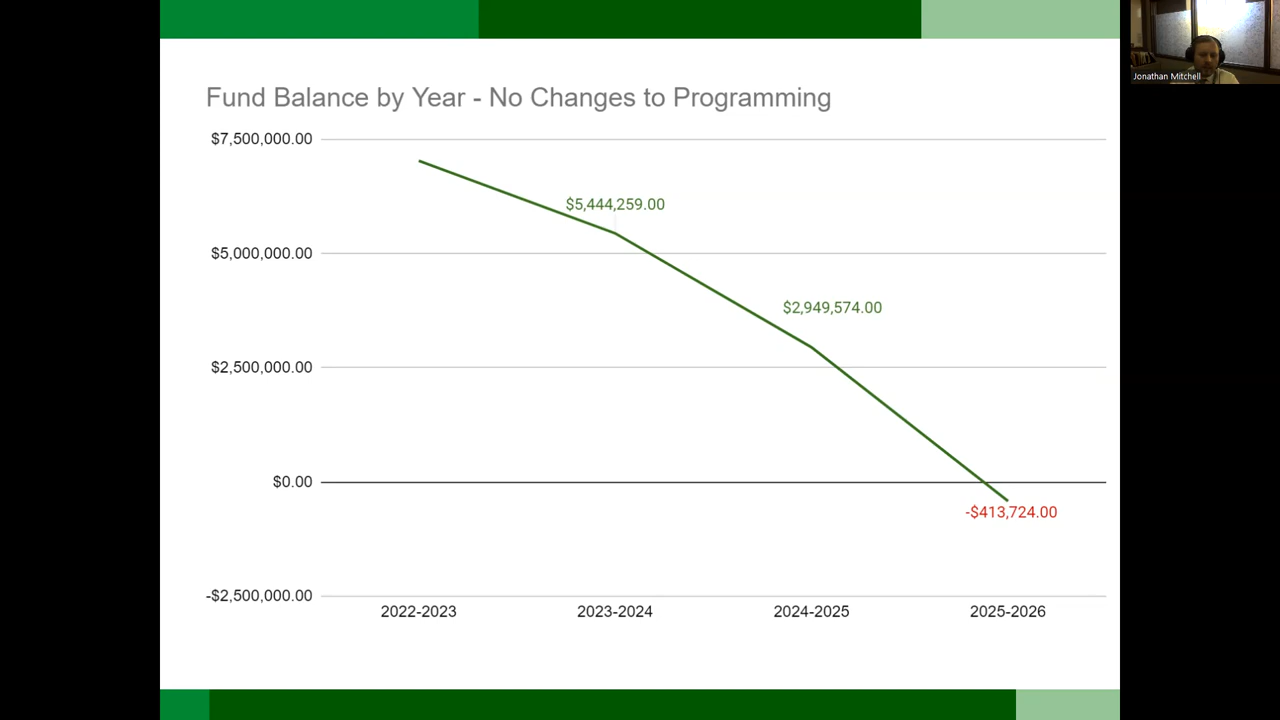 Jonathan Mitchell
Fund Balance by Year - No Changes to Programming
$7,500,000.00
$5,444,259.00
$5,000,000.00
$2,949,574.00
$2,500,000.00
$0.00
-$413,724.00
-$2,500,000.00
2022-2023 2023-2024 2024-2025 2025-2026